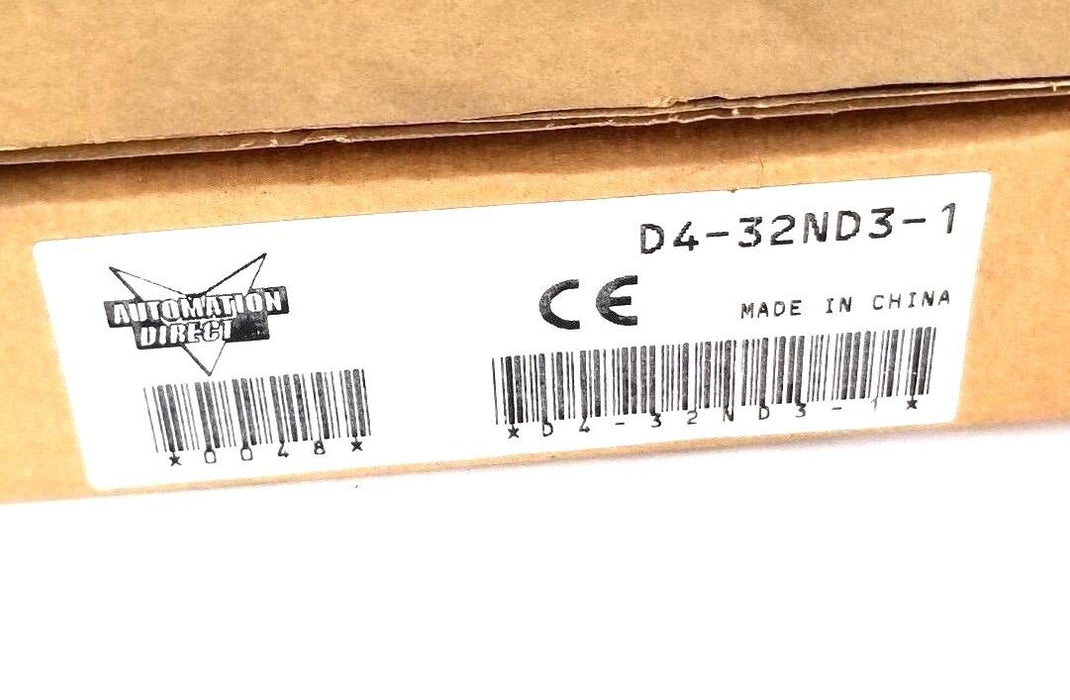 D4-32ND3-1
AUTOMATION
DIRECT
CE
MADE IN CHINA
*0048*
*D4-32ND3-1*